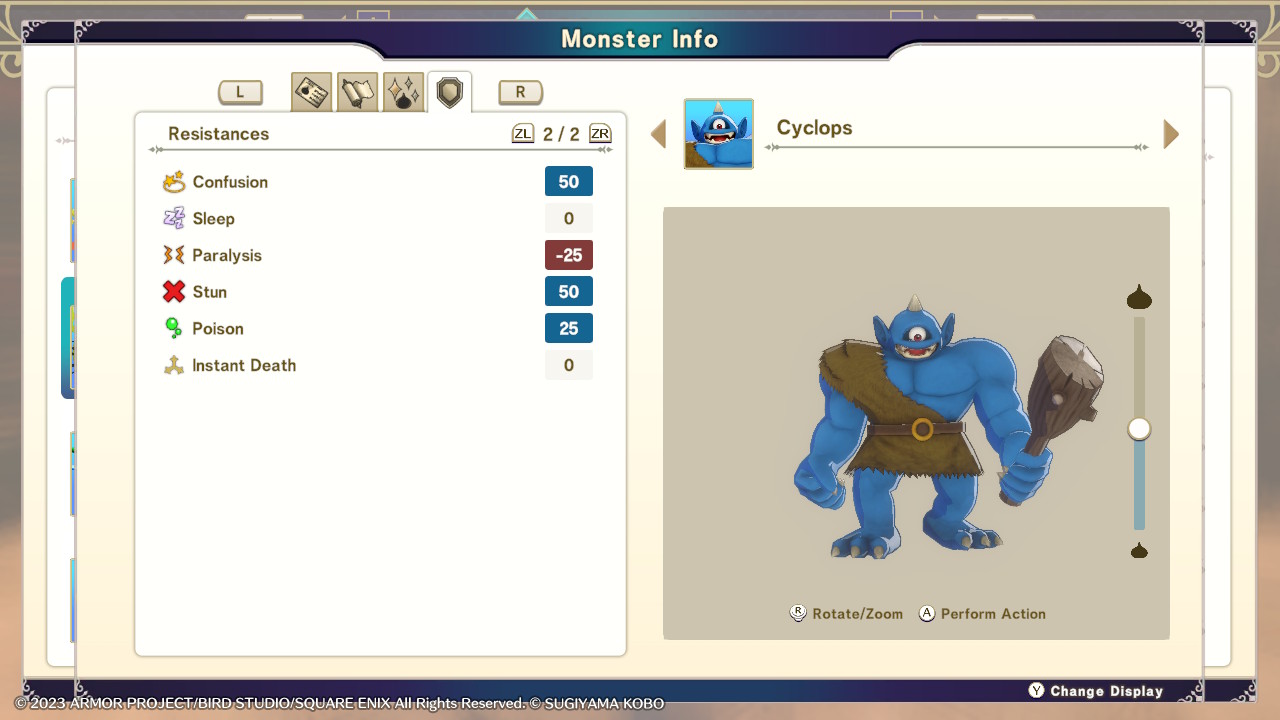 Monster Info
L
R
Resistances
ZL 2 / 2 ZR
Cyclops
Confusion 50
Sleep 0
Paralysis -25
Stun 50
Poison 25
Instant Death 0
R Rotate/Zoom A Perform Action
Y Change Display
© 2023 ARMOR PROJECT/BIRD STUDIO/SQUARE ENIX All Rights Reserved. © SUGIYAMA KOBO